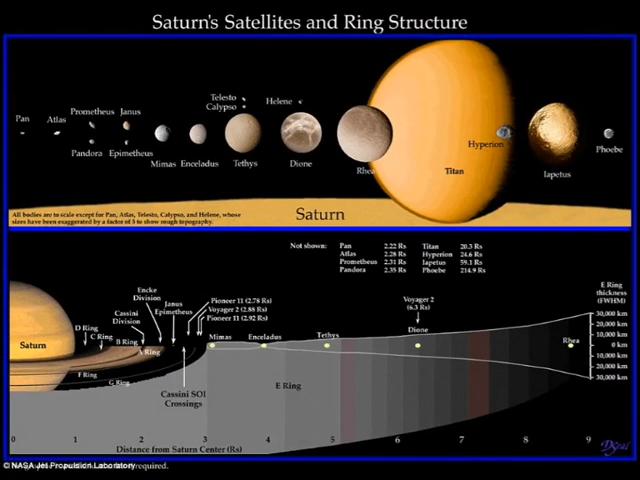 Saturn's Satellites and Ring Structure
Pan
Atlas
Prometheus
Janus
Pandora
Epimetheus
Mimas
Enceladus
Telesto
Calypso
Tethys
Helene
Dione
Rhea
Titan
Hyperion
Iapetus
Phoebe
All bodies are to scale except for Pan, Atlas, Telesto, Calypso, and Helene, whose
sizes have been exaggerated by a factor of 5 to show rough topography.
Saturn
Not shown: Pan 2.22 Rs Titan 20.3 Rs
Atlas 2.28 Rs Hyperion 24.6 Rs
Prometheus 2.31 Rs Iapetus 59.1 Rs
Pandora 2.35 Rs Phoebe 214.9 Rs
Saturn
D Ring
C Ring
Cassini
Division
B Ring
A Ring
Encke
Division
Janus
Epimetheus
Pioneer 11 (2.78 Rs)
Voyager 2 (2.88 Rs)
Pioneer 11 (2.92 Rs)
F Ring
G Ring
Cassini SOI
Crossings
Mimas
Enceladus
Tethys
Voyager 2
(6.3 Rs)
Dione
Rhea
E Ring
E Ring
thickness
(FWHM)
30,000 km
20,000 km
10,000 km
0 km
10,000 km
20,000 km
30,000 km
0 1 2 3 4 5 6 7 8 9
Distance from Saturn Center (Rs)
DSeal
© NASA Jet Propulsion Laboratory required.